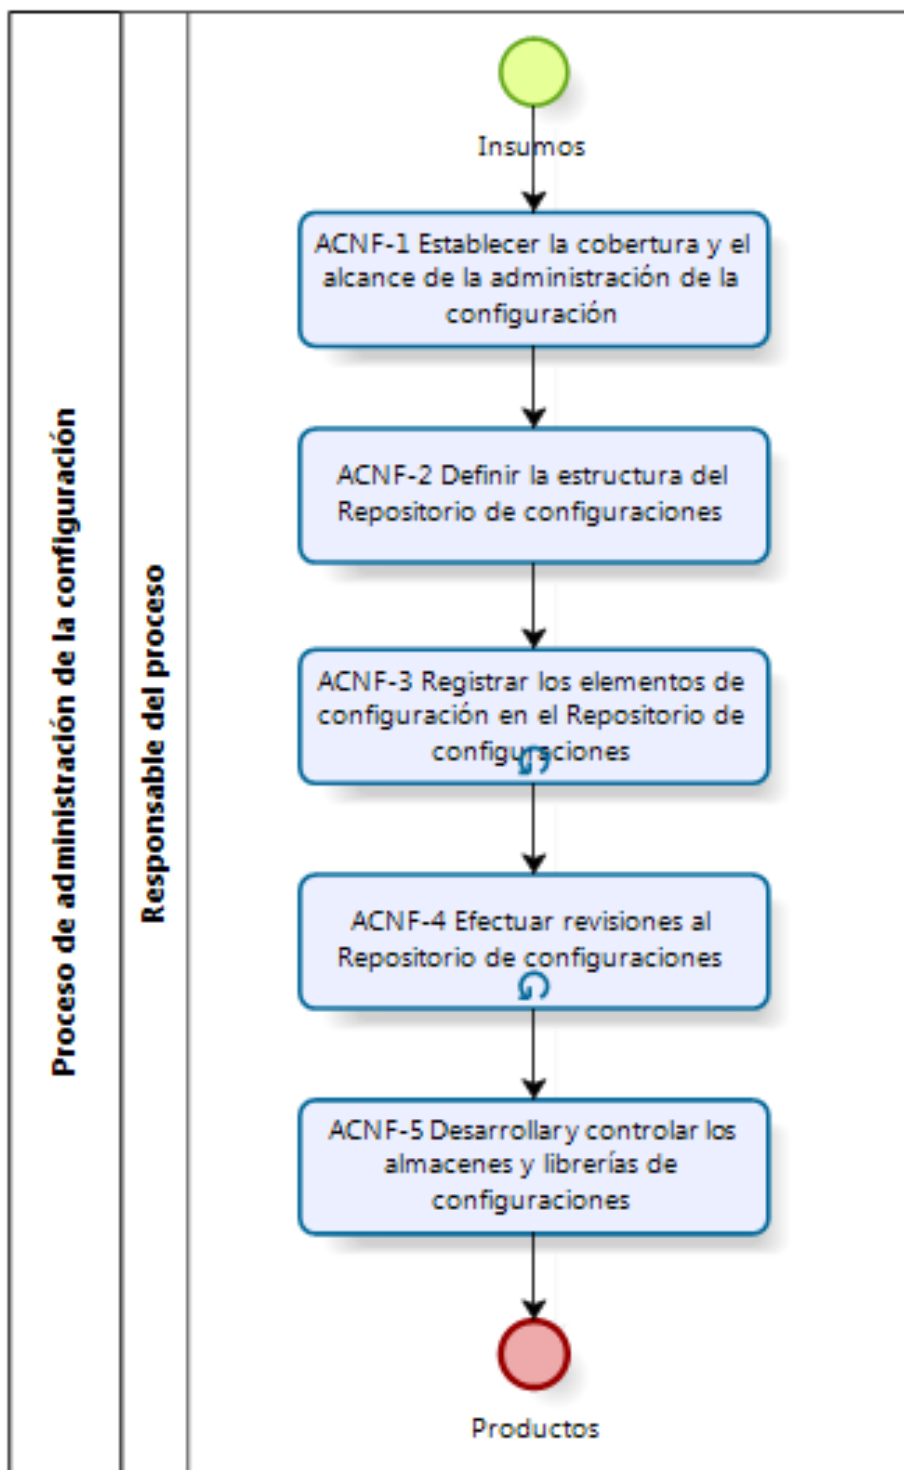 Proceso de administración de la configuración
Responsable del proceso
Insumos
ACNF-1 Establecer la cobertura y el
alcance de la administración de la
configuración
ACNF-2 Definir la estructura del
Repositorio de configuraciones
ACNF-3 Registrar los elementos de
configuración en el Repositorio de
configuraciones
ACNF-4 Efectuar revisiones al
Repositorio de configuraciones
ACNF-5 Desarrollar y controlar los
almacenes y librerías de
configuraciones
Productos